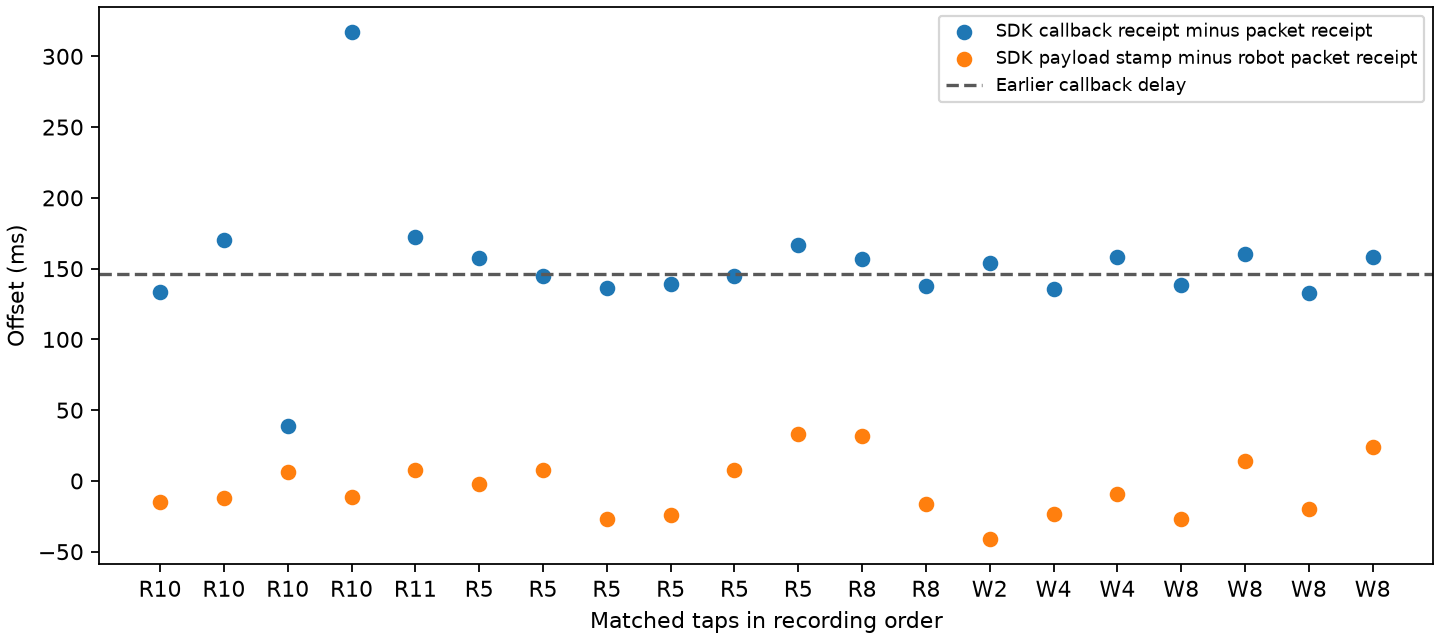 SDK callback receipt minus packet receipt
SDK payload stamp minus robot packet receipt
Earlier callback delay
300
250
200
150
100
50
0
−50
Offset (ms)
R10 R10 R10 R10 R11 R5 R5 R5 R5 R5 R5 R8 R8 W2 W4 W4 W8 W8 W8 W8
Matched taps in recording order